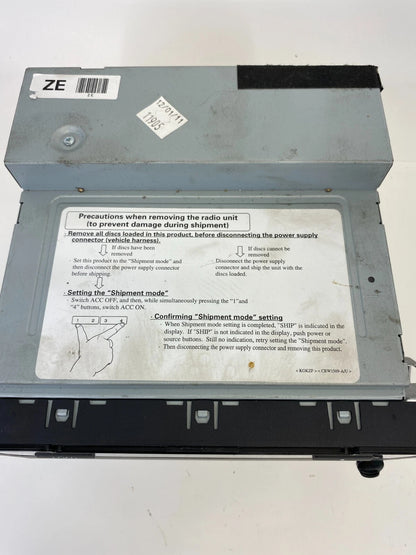 ZE
ZE
12/01/11
T1905
Precautions when removing the radio unit
(to prevent damage during shipment)
· Remove all discs loaded in this product, before disconnecting the power supply
connector (vehicle harness).
If discs have been
removed
If discs cannot be
removed
· Set this product to the "Shipment mode" and
then disconnect the power supply connector
before shipping.
· Disconnect the power supply
connector and ship the unit with the
discs loaded.
· Setting the "Shipment mode"
· Switch ACC OFF, and then, while simultaneously pressing the "1"and
"4" buttons, switch ACC ON.
1 2 3 4
· Confirming "Shipment mode" setting
· When Shipment mode setting is completed, "SHIP" is indicated in the
display. If "SHIP" is not indicated in the display, push power or
source buttons. Still no indication, retry setting the "Shipment mode".
· Then disconnecting the power supply connector and removing this product.
< KGKZF > < CRW1509-A/U >